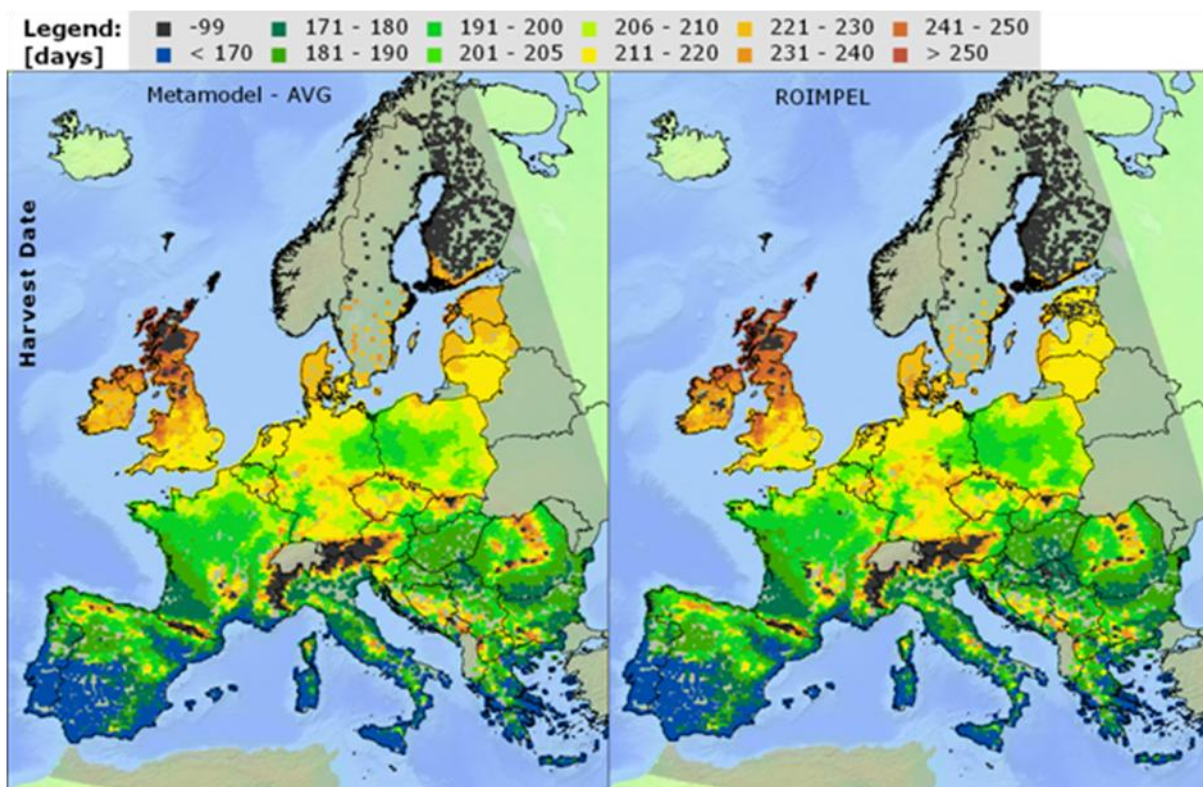 Legend: -99 171 - 180 191 - 200 206 - 210 221 - 230 241 - 250
[days] < 170 181 - 190 201 - 205 211 - 220 231 - 240 > 250
Metamodel - AVG ROIMPEL
Harvest Date